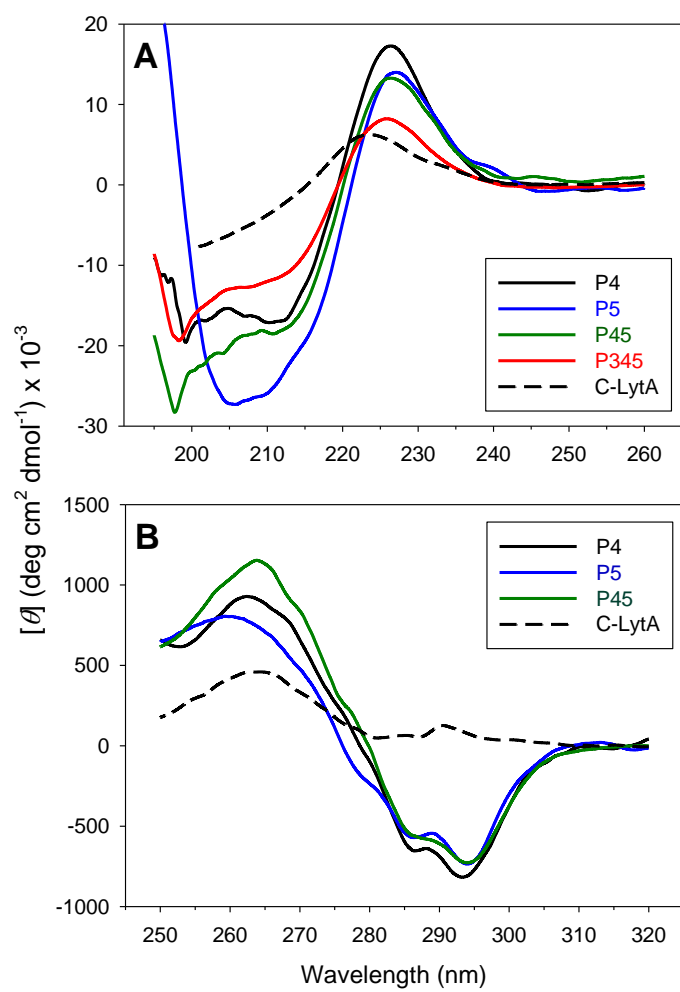 A
20
10
0
-10
-20
-30
P4
P5
P45
P345
C-LytA
200 210 220 230 240 250 260
[θ] (deg cm² dmol⁻¹) x 10⁻³
B
1500
1000
500
0
-500
-1000
P4
P5
P45
C-LytA
250 260 270 280 290 300 310 320
Wavelength (nm)